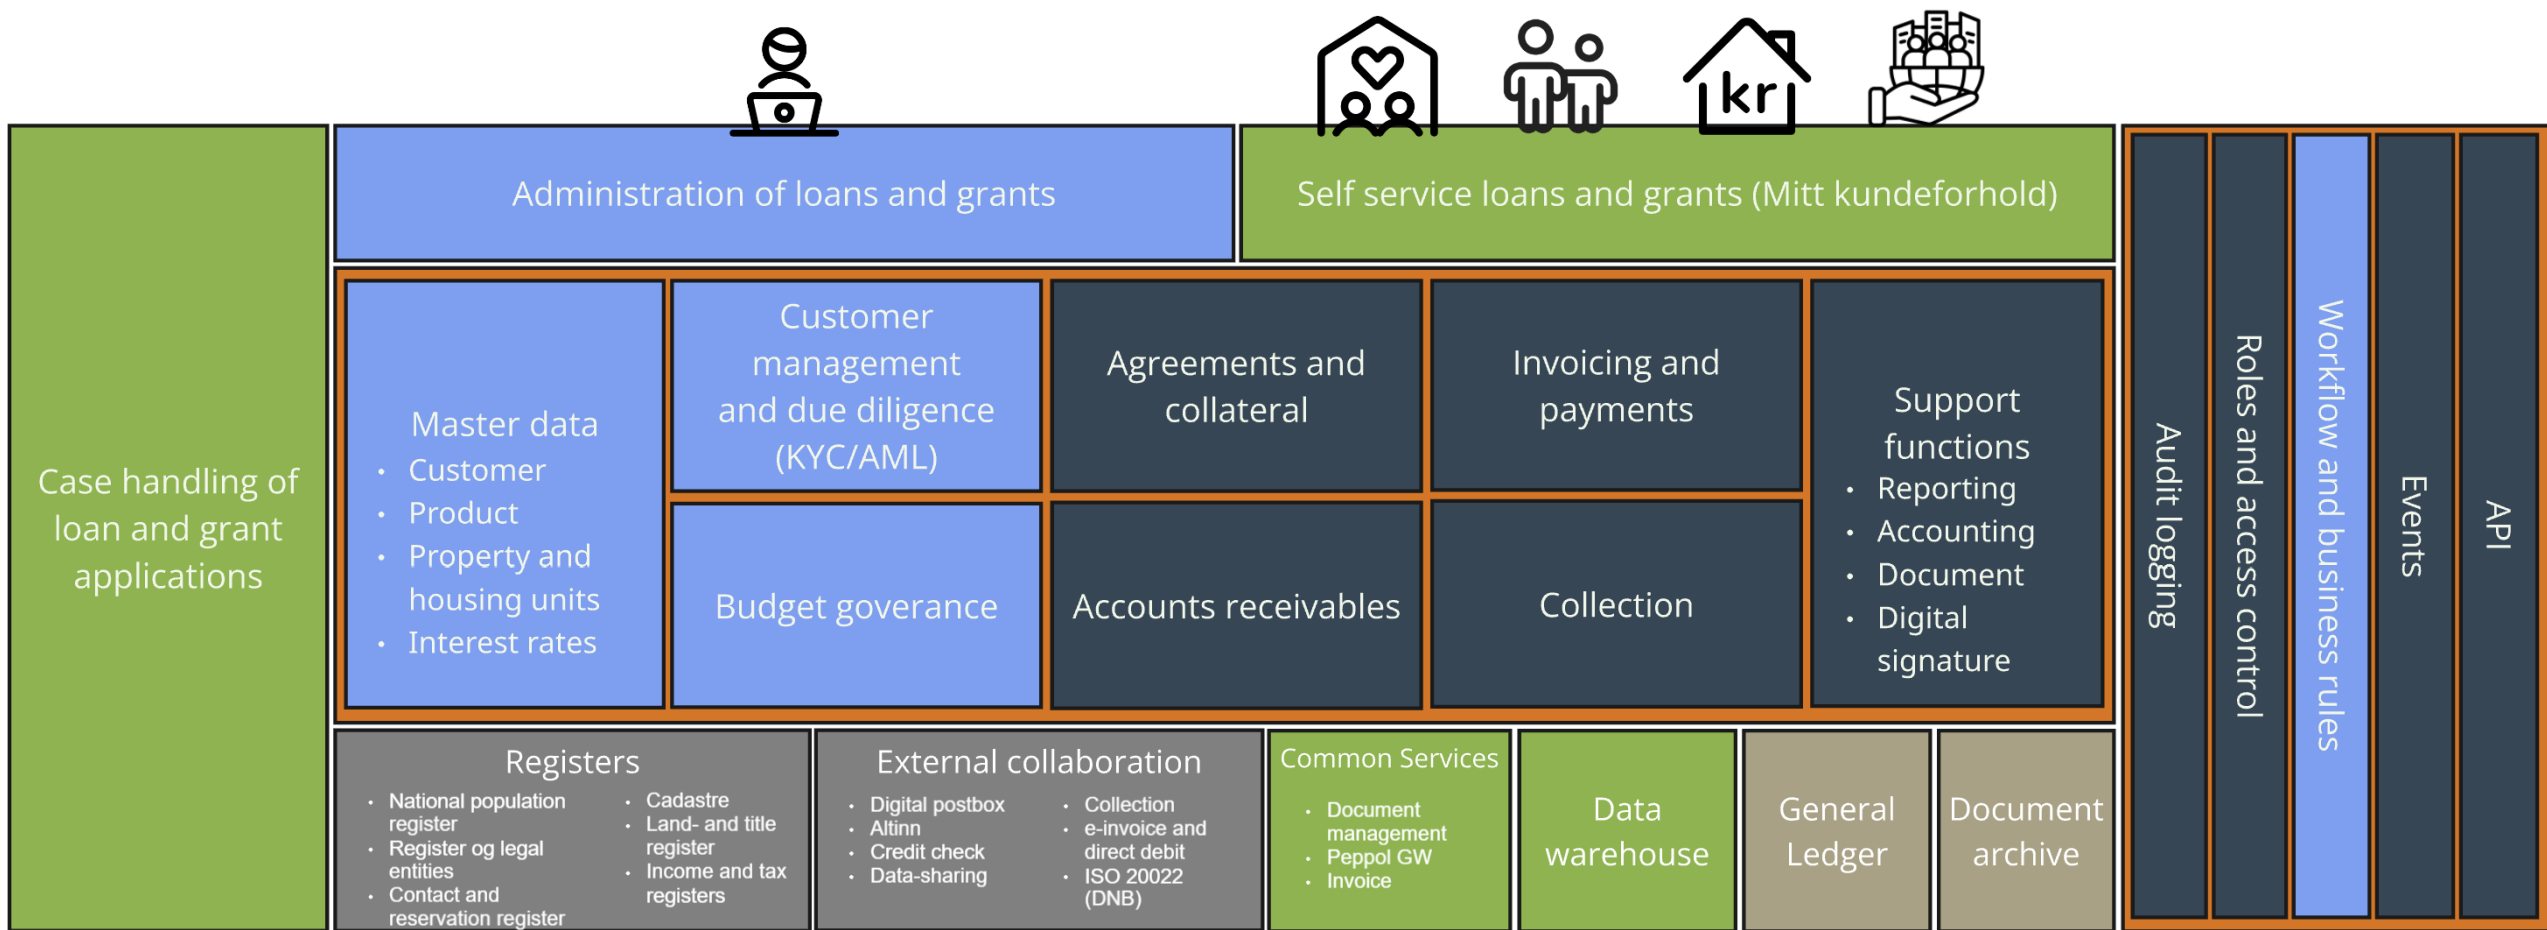 kr
Case handling of
loan and grant
applications
Administration of loans and grants
Self service loans and grants (Mitt kundeforhold)
Master data
• Customer
• Product
• Property and
housing units
• Interest rates
Customer
management
and due diligence
(KYC/AML)
Budget goverance
Agreements and
collateral
Accounts receivables
Invoicing and
payments
Collection
Support
functions
• Reporting
• Accounting
• Document
• Digital
signature
Registers
• National population
register
• Register og legal
entities
• Contact and
reservation register
• Cadastre
• Land- and title
register
• Income and tax
registers
External collaboration
• Digital postbox
• Altinn
• Credit check
• Data-sharing
• Collection
• e-invoice and
direct debit
• ISO 20022
(DNB)
Common Services
• Document
management
• Peppol GW
• Invoice
Data
warehouse
General
Ledger
Document
archive
Audit logging
Roles and access control
Workflow and business rules
Events
API